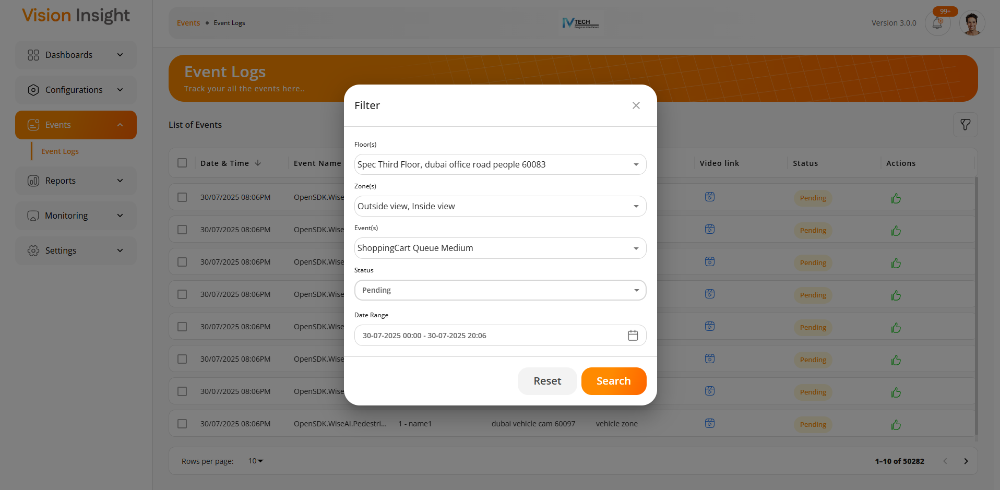 Vision Insight
Events • Event Logs
TECH
Version 3.0.0
99+
Dashboards
Configurations
Events
Event Logs
Reports
Monitoring
Settings
Event Logs
Track your all the events here..
List of Events
Date & Time
Event Name
Video link
Status
Actions
30/07/2025 08:06PM OpenSDK.Wise Pending
30/07/2025 08:06PM OpenSDK.Wise Pending
30/07/2025 08:06PM OpenSDK.Wise Pending
30/07/2025 08:06PM OpenSDK.Wise Pending
30/07/2025 08:06PM OpenSDK.Wise Pending
30/07/2025 08:06PM OpenSDK.Wise Pending
30/07/2025 08:06PM OpenSDK.Wise Pending
30/07/2025 08:06PM OpenSDK.WiseAI.Pedestri... 1 - name1 dubai vehicle cam 60097 vehicle zone Pending
Rows per page: 10
1–10 of 50282
Filter
Floor(s)
Spec Third Floor, dubai office road people 60083
Zone(s)
Outside view, Inside view
Event(s)
ShoppingCart Queue Medium
Status
Pending
Date Range
30-07-2025 00:00 - 30-07-2025 20:06
Reset
Search